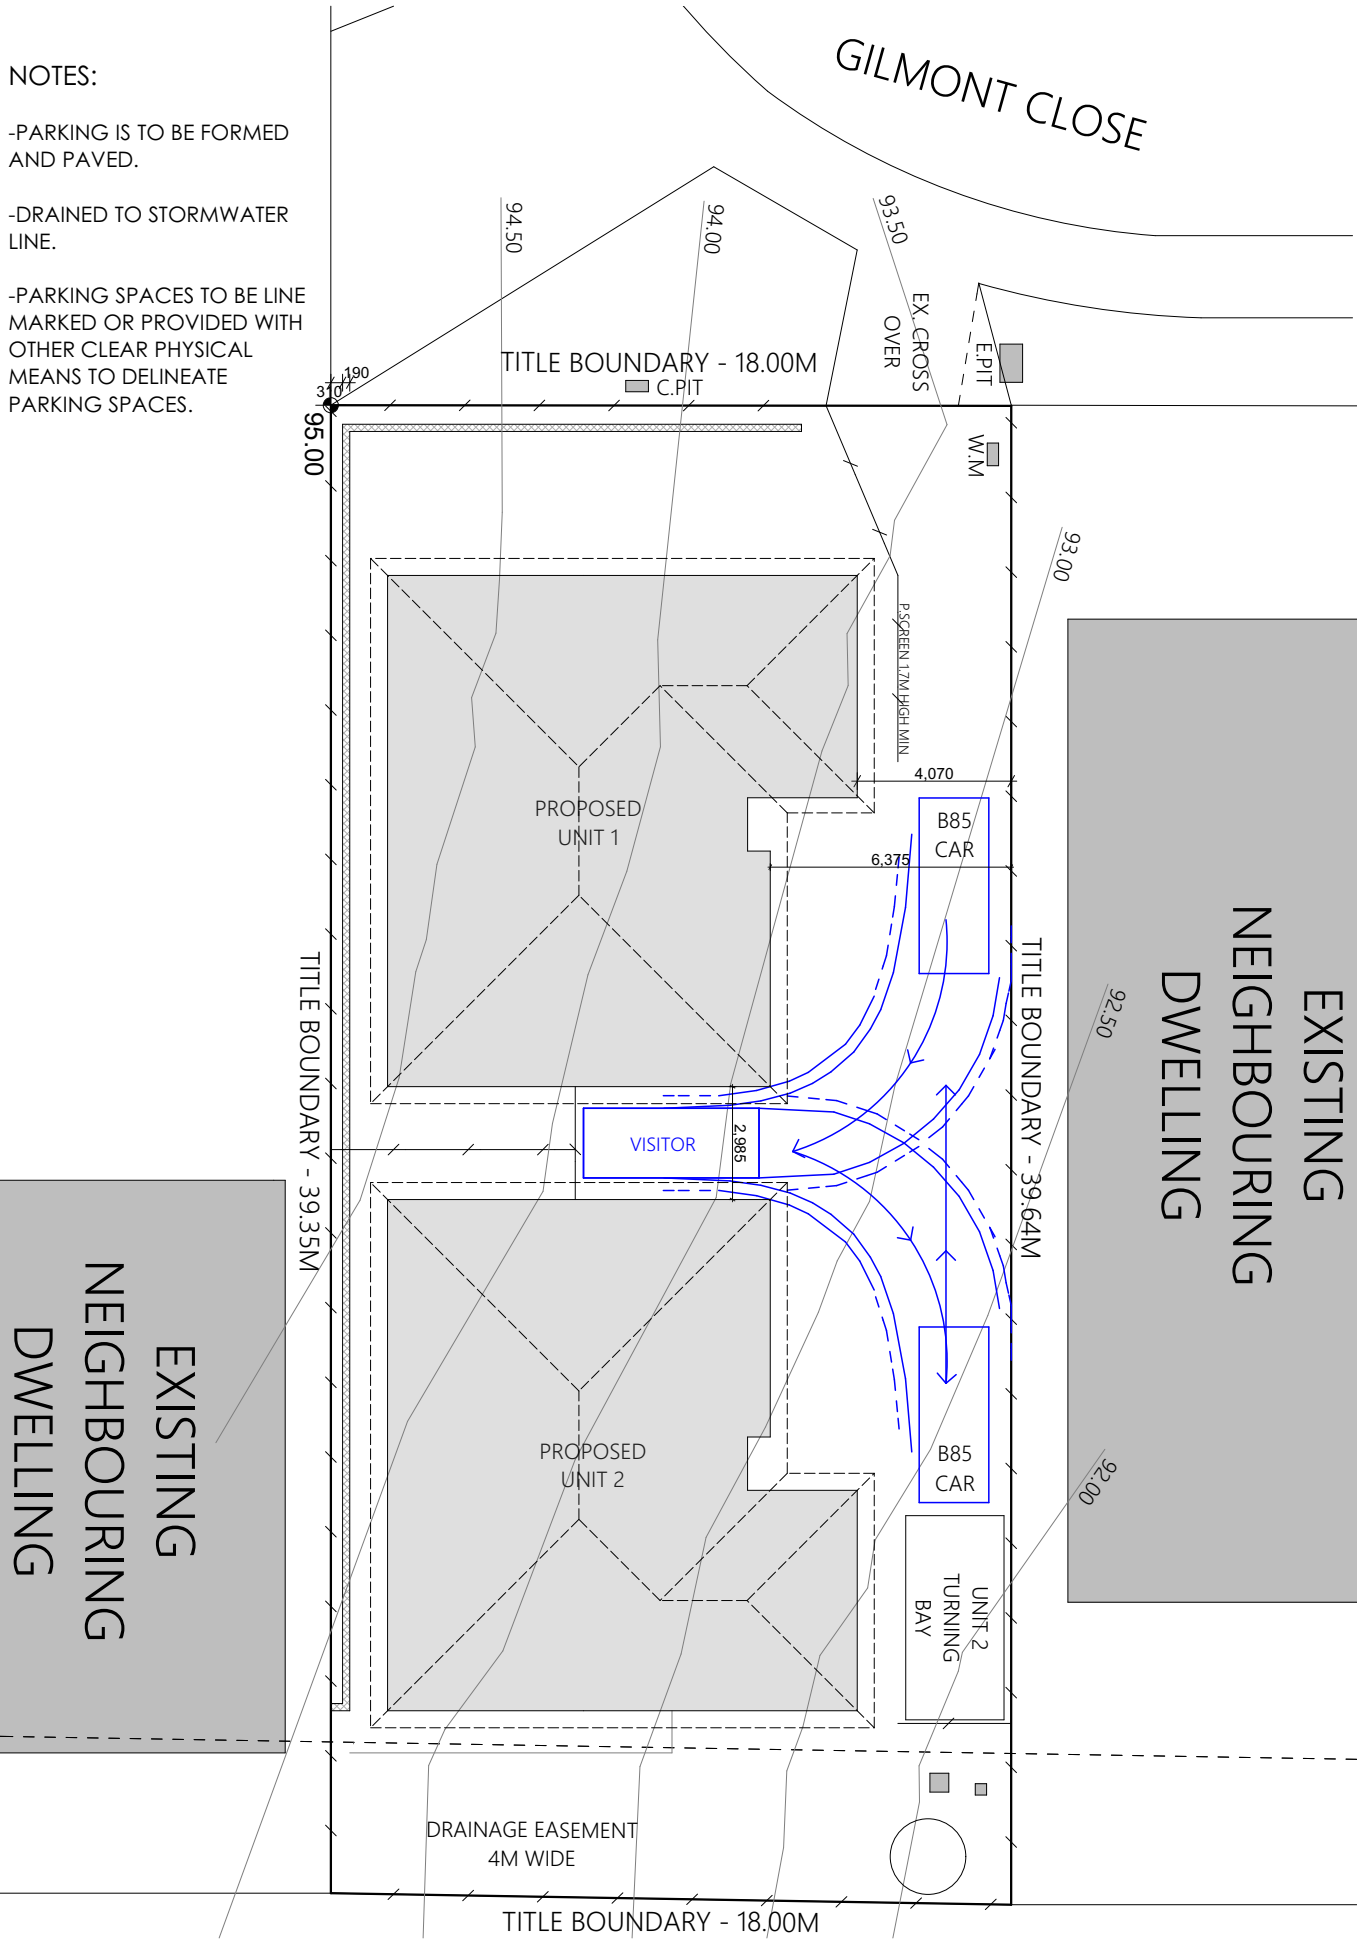 GILMONT CLOSE
NOTES:
-PARKING IS TO BE FORMED
AND PAVED.
-DRAINED TO STORMWATER
LINE.
-PARKING SPACES TO BE LINE
MARKED OR PROVIDED WITH
OTHER CLEAR PHYSICAL
MEANS TO DELINEATE
PARKING SPACES.
94.50
94.00
93.50
EX. CROSS
OVER
E.PIT
TITLE BOUNDARY - 18.00M
C.PIT
190
310
95.00
W.M
93.00
P.SCREEN 1.7M HIGH MIN
4,070
PROPOSED
UNIT 1
B85
CAR
6,375
TITLE BOUNDARY - 39.35M
TITLE BOUNDARY - 39.64M
92.50
EXISTING
NEIGHBOURING
DWELLING
VISITOR
2,985
EXISTING
NEIGHBOURING
DWELLING
PROPOSED
UNIT 2
B85
CAR
92.00
UNIT 2
TURNING
BAY
DRAINAGE EASEMENT
4M WIDE
TITLE BOUNDARY - 18.00M